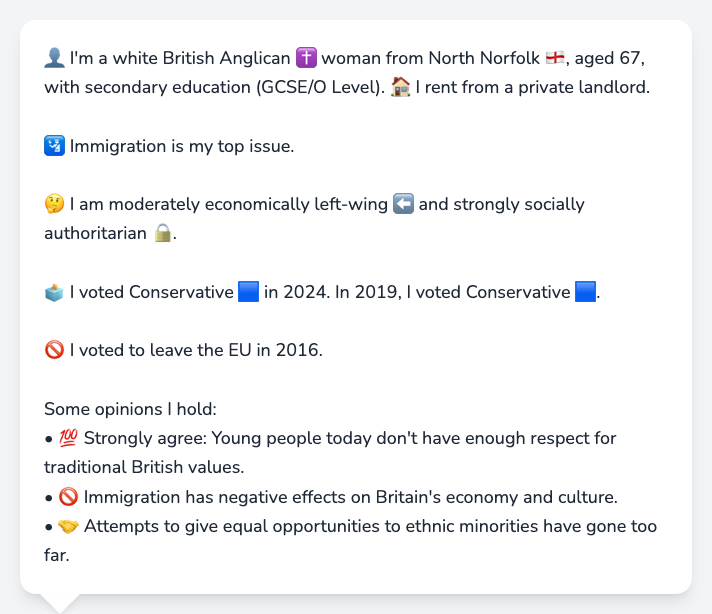 👤 I'm a white British Anglican ✝️ woman from North Norfolk 🏴󠁧󠁢󠁥󠁮󠁧󠁿, aged 67,
with secondary education (GCSE/O Level). 🏠 I rent from a private landlord.
🛂 Immigration is my top issue.
🤔 I am moderately economically left-wing ⬅️ and strongly socially
authoritarian 🔒.
🗳️ I voted Conservative 🟦 in 2024. In 2019, I voted Conservative 🟦.
🚫 I voted to leave the EU in 2016.
Some opinions I hold:
• 💯 Strongly agree: Young people today don't have enough respect for
traditional British values.
• 🚫 Immigration has negative effects on Britain's economy and culture.
• 🤝 Attempts to give equal opportunities to ethnic minorities have gone too
far.